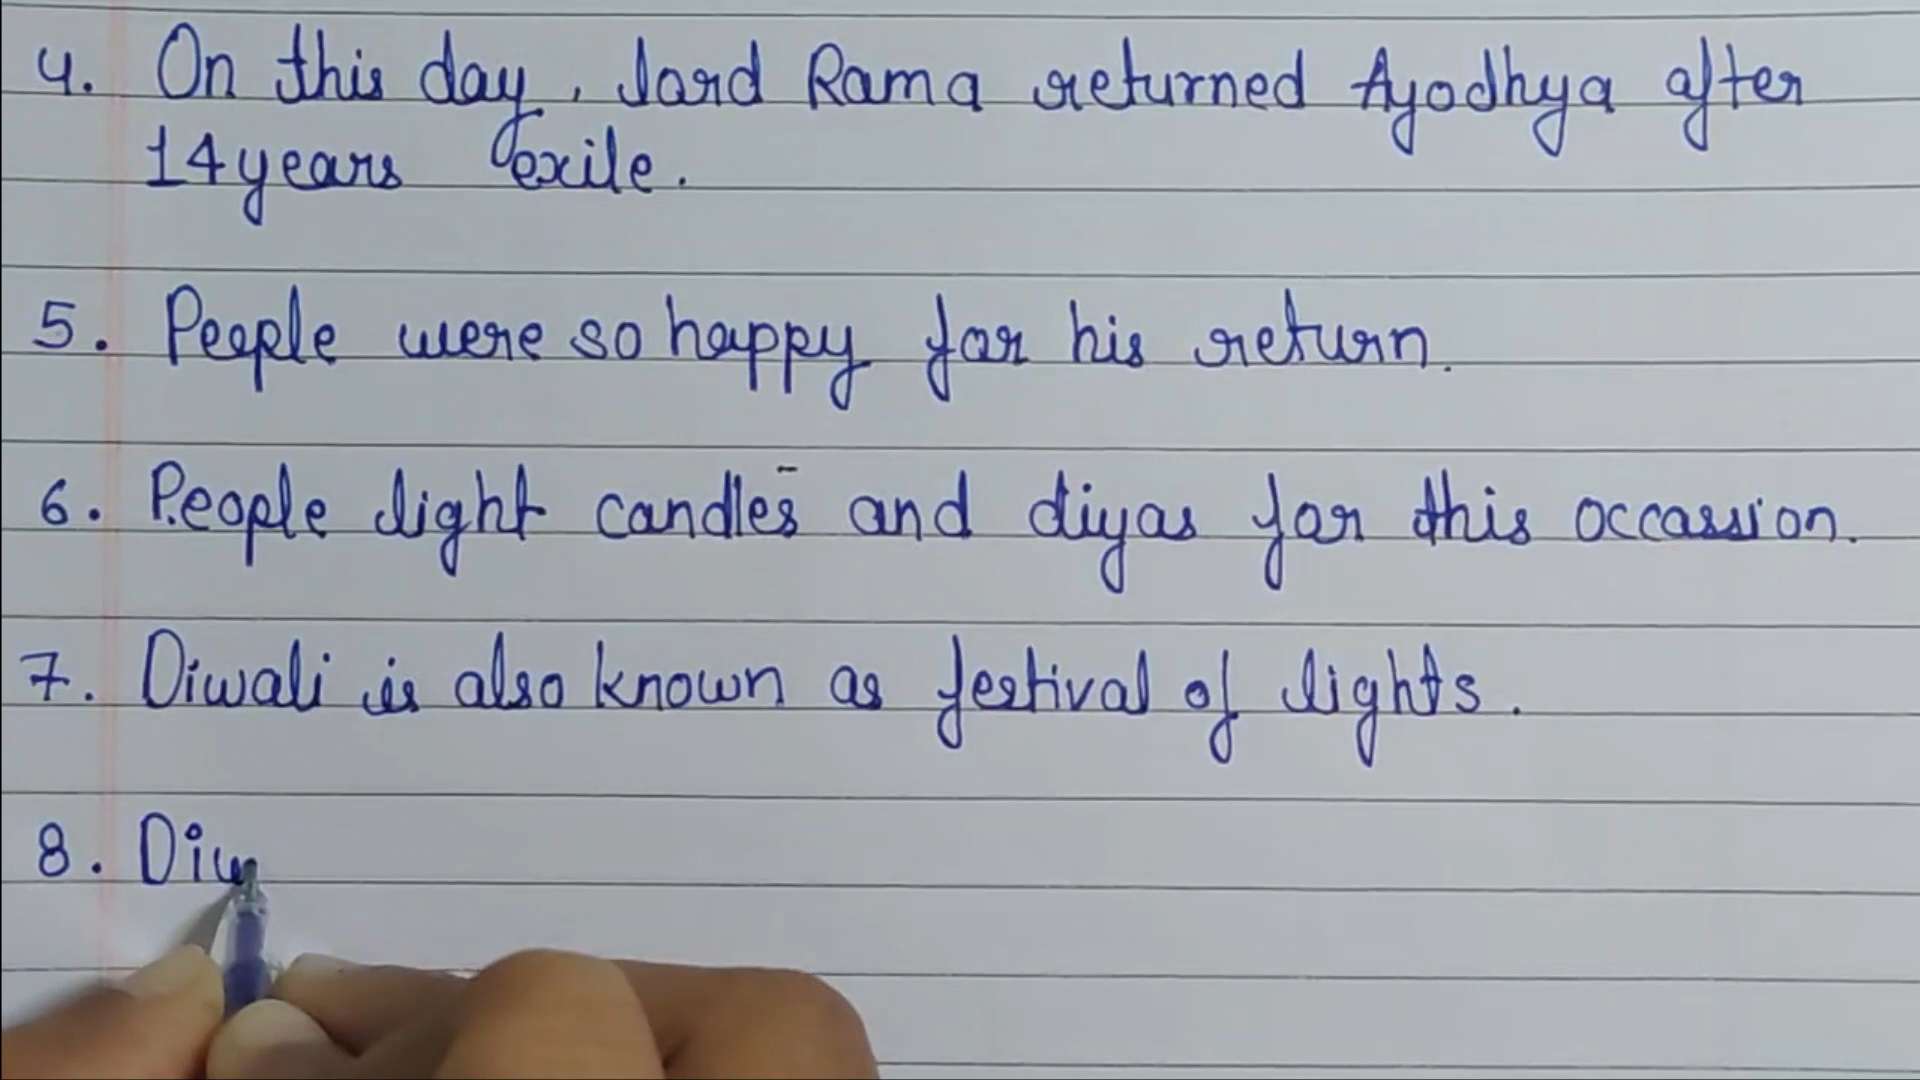 4. On this day, lord Rama returned Ayodhya after
14 years exile.
5. People were so happy for his return.
6. People light candles and diyas for this occassion.
7. Diwali is also known as festival of lights.
8. Diw